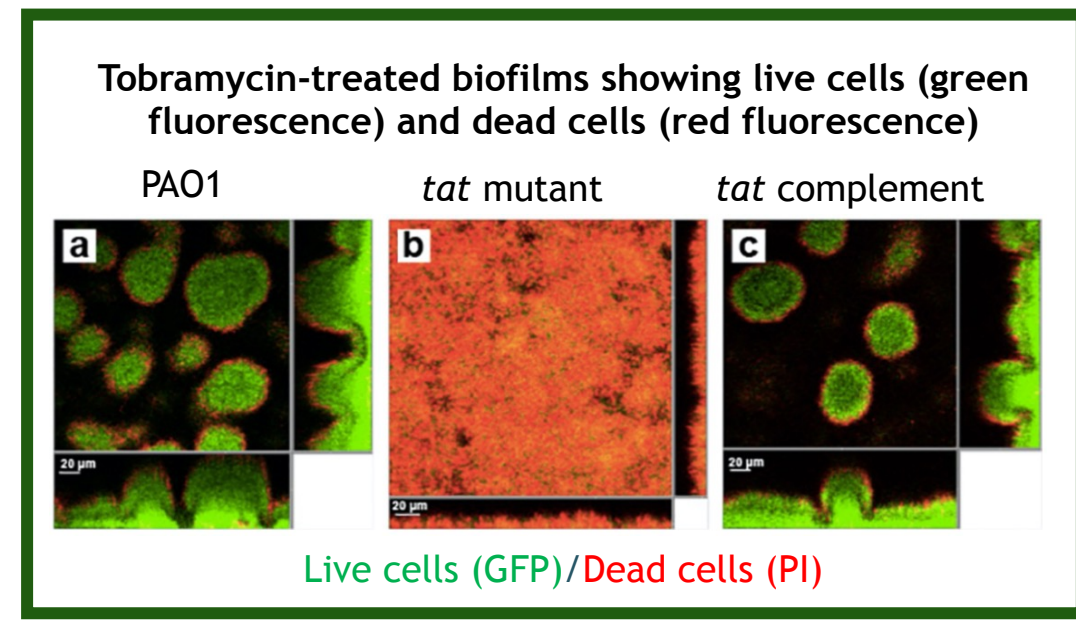 Tobramycin-treated biofilms showing live cells (green
fluorescence) and dead cells (red fluorescence)
PAO1 tat mutant tat complement
a b c
20 µm 20 µm 20 µm
Live cells (GFP)/Dead cells (PI)